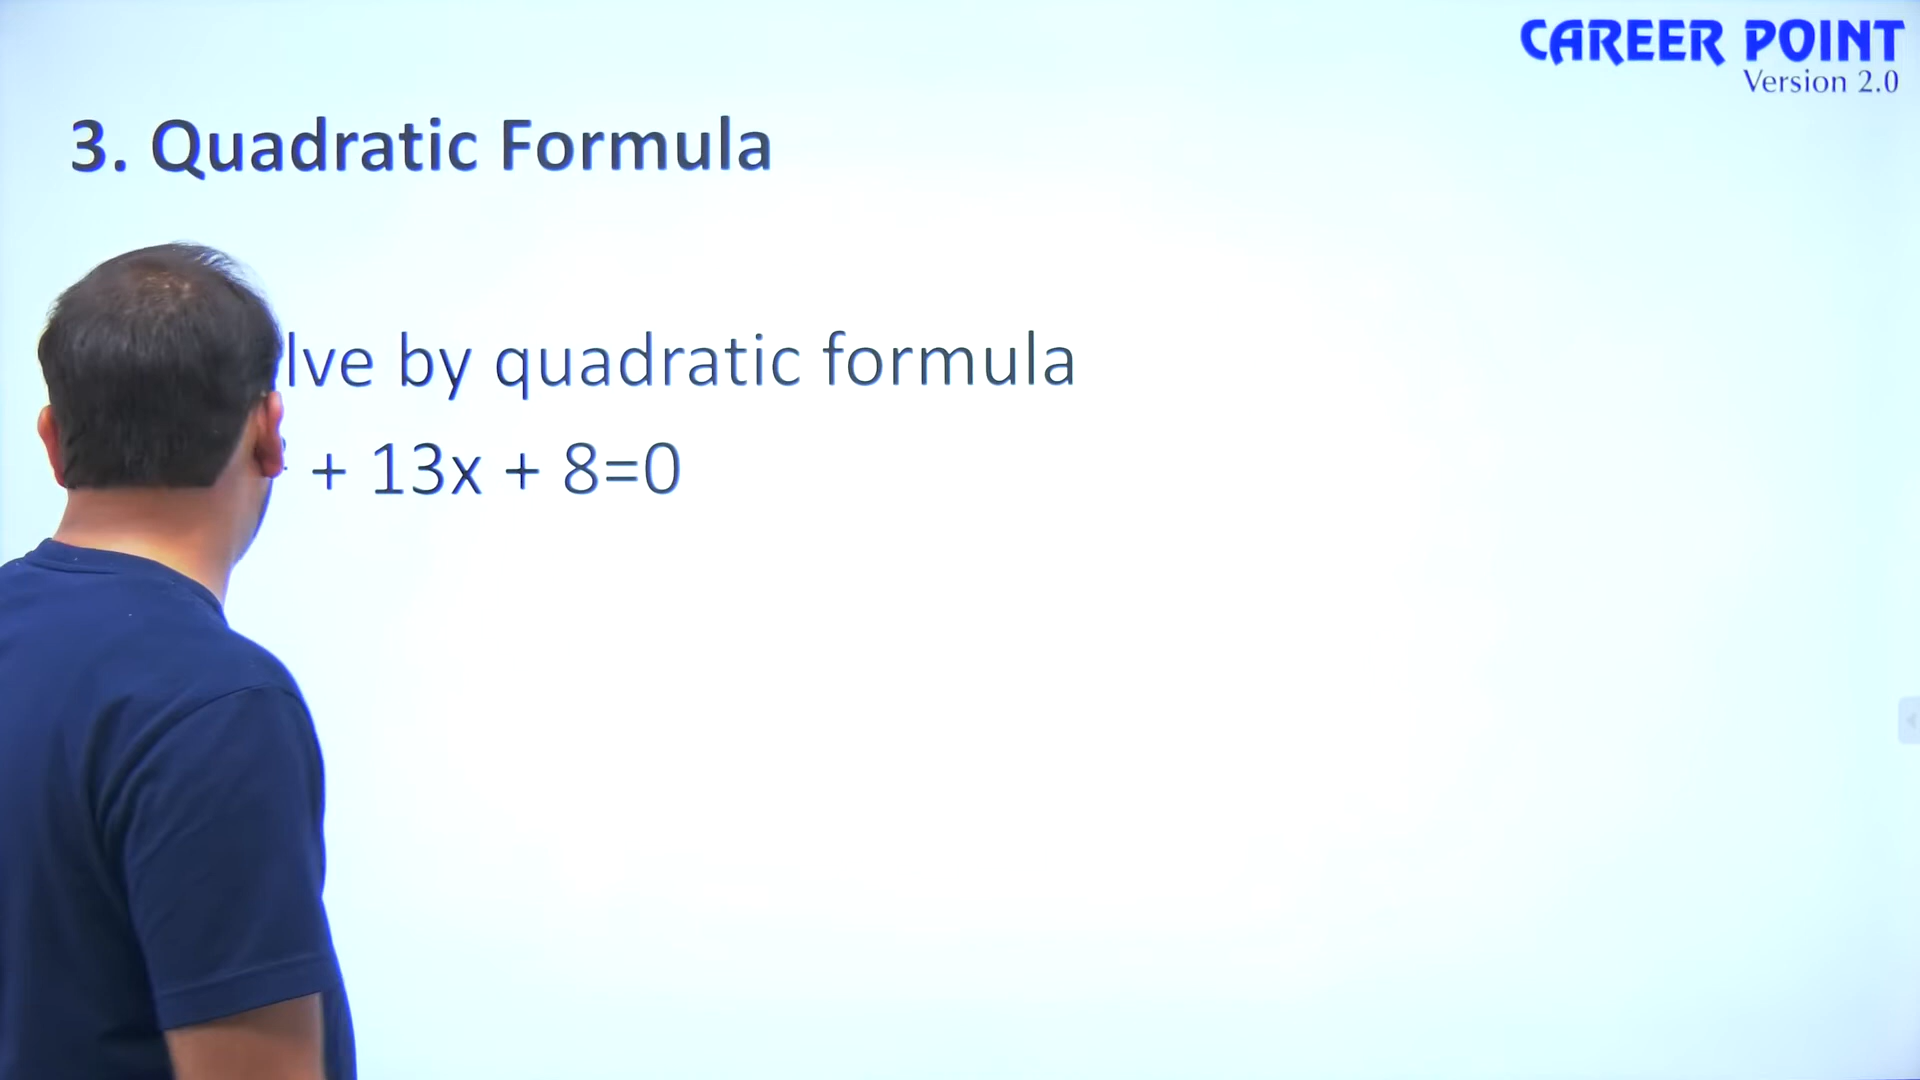 CAREER POINT
Version 2.0
3. Quadratic Formula
lve by quadratic formula
+ 13x + 8=0